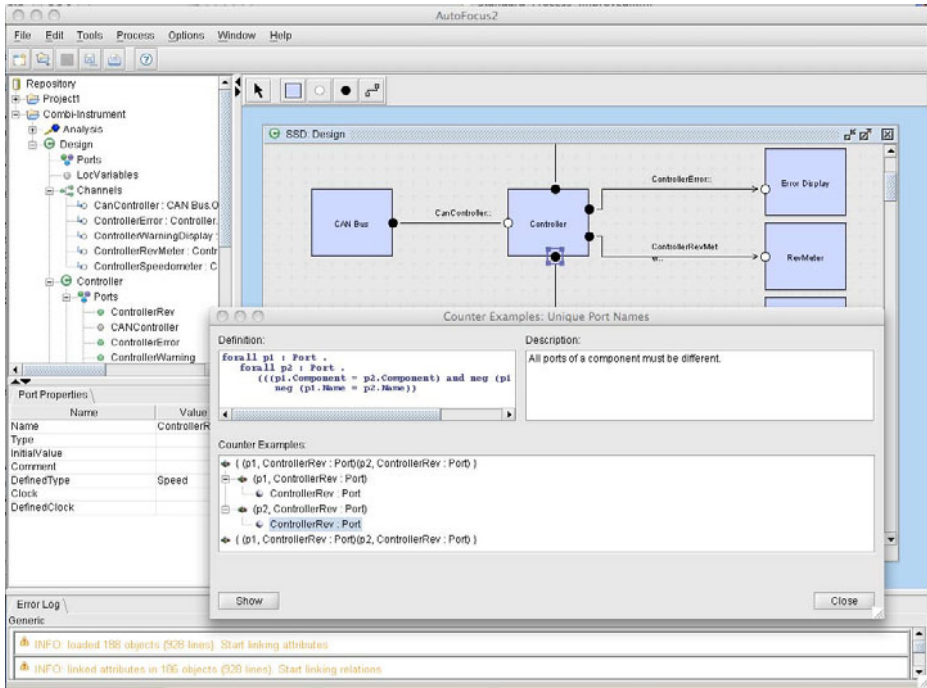 AutoFocus2
File Edit Tools Process Options Window Help
Repository
Project1
Combi-Instrument
Analysis
Design
Ports
LocVariables
Channels
CanController : CAN Bus.O
ControllerError : Controller.
ControllerWarningDisplay :
ControllerRevMeter : Contr
ControllerSpeedometer : C
Controller
Ports
ControllerRev
CANController
ControllerError
ControllerWarning
SSD: Design
CAN Bus
CanController::
Controller
ControllerError::
Error Display
ControllerRevMet
e::
RevMeter
Port Properties
Name Value
Name ControllerR
Type
InitialValue
Comment
DefinedType Speed
Clock
DefinedClock
Counter Examples: Unique Port Names
Definition:
forall p1 : Port .
forall p2 : Port .
(((p1.Component = p2.Component) and neg (p1
neg (p1.Name = p2.Name))
Description:
All ports of a component must be different.
Counter Examples:
{ (p1, ControllerRev : Port)(p2, ControllerRev : Port) }
(p1, ControllerRev : Port)
ControllerRev : Port
(p2, ControllerRev : Port)
ControllerRev : Port
{ (p1, ControllerRev : Port)(p2, ControllerRev : Port) }
Show
Close
Error Log
Generic
INFO: loaded 188 objects (928 lines). Start linking attributes
INFO: linked attributes in 186 objects (928 lines). Start linking relations